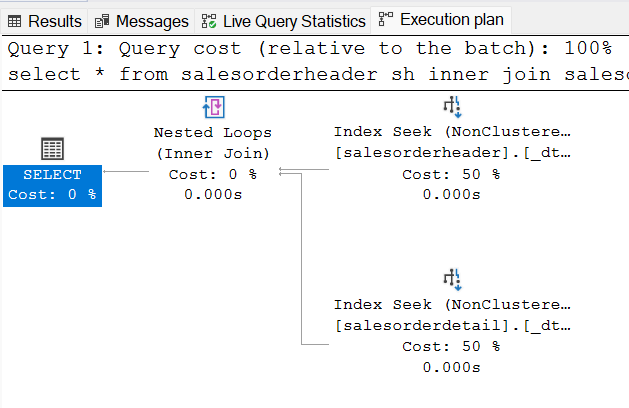 Results Messages Live Query Statistics Execution plan
Query 1: Query cost (relative to the batch): 100%
select * from salesorderheader sh inner join saleso
SELECT
Cost: 0 %
Nested Loops
(Inner Join)
Cost: 0 %
0.000s
Index Seek (NonClustere…
[salesorderheader].[_dt…
Cost: 50 %
0.000s
Index Seek (NonClustere…
[salesorderdetail].[_dt…
Cost: 50 %
0.000s